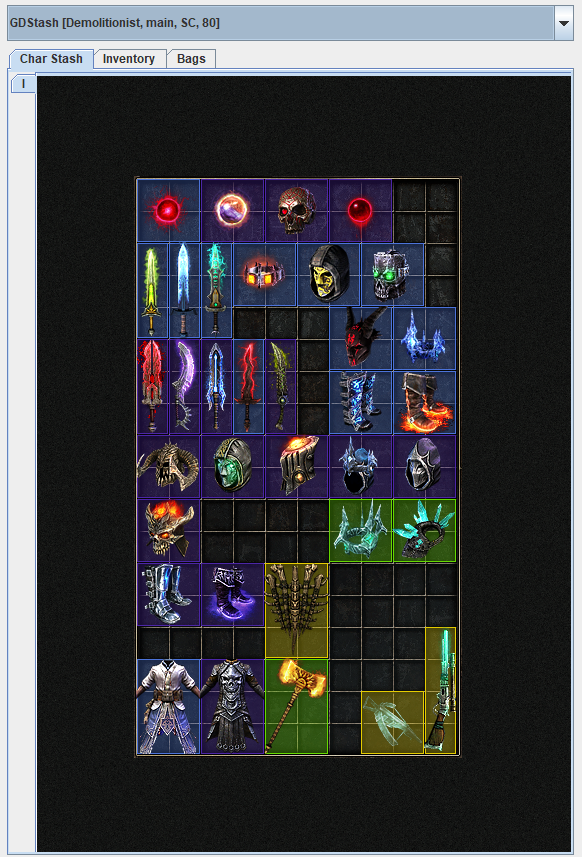 GDStash [Demolitionist, main, SC, 80]
Char Stash Inventory Bags
I